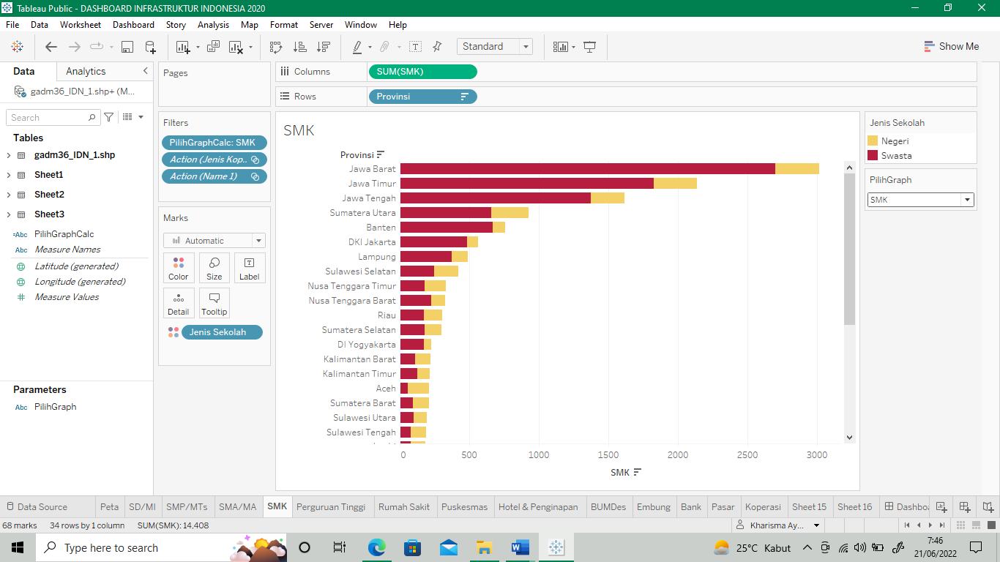 Tableau Public - DASHBOARD INFRASTRUKTUR INDONESIA 2020
File Data Worksheet Dashboard Story Analysis Map Format Server Window Help
Standard
Show Me
Data Analytics
gadm36_IDN_1.shp+ (M...
Search
Tables
gadm36_IDN_1.shp
Sheet1
Sheet2
Sheet3
=Abc PilihGraphCalc
Abc Measure Names
Latitude (generated)
Longitude (generated)
# Measure Values
Parameters
Abc PilihGraph
Pages
Filters
PilihGraphCalc: SMK
Action (Jenis Kop..
Action (Name 1)
Marks
Automatic
Color Size Label
Detail Tooltip
Jenis Sekolah
Columns SUM(SMK)
Rows Provinsi
SMK
Provinsi
Jawa Barat
Jawa Timur
Jawa Tengah
Sumatera Utara
Banten
DKI Jakarta
Lampung
Sulawesi Selatan
Nusa Tenggara Timur
Nusa Tenggara Barat
Riau
Sumatera Selatan
DI Yogyakarta
Kalimantan Barat
Kalimantan Timur
Aceh
Sumatera Barat
Sulawesi Utara
Sulawesi Tengah
0 500 1000 1500 2000 2500 3000
SMK
Jenis Sekolah
Negeri
Swasta
PilihGraph
SMK
Data Source Peta SD/MI SMP/MTs SMA/MA SMK Perguruan Tinggi Rumah Sakit Puskesmas Hotel & Penginapan BUMDes Embung Bank Pasar Koperasi Sheet 15 Sheet 16 Dashboa
68 marks 34 rows by 1 column SUM(SMK): 14,408
Kharisma Ay...
Type here to search
25°C Kabut
7:46
21/06/2022